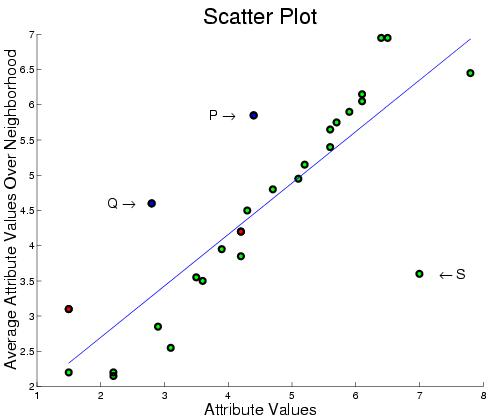 Scatter Plot
Average Attribute Values Over Neighborhood
7
6.5
6
5.5
5
4.5
4
3.5
3
2.5
2
P →
Q →
← S
1 2 3 4 5 6 7 8
Attribute Values